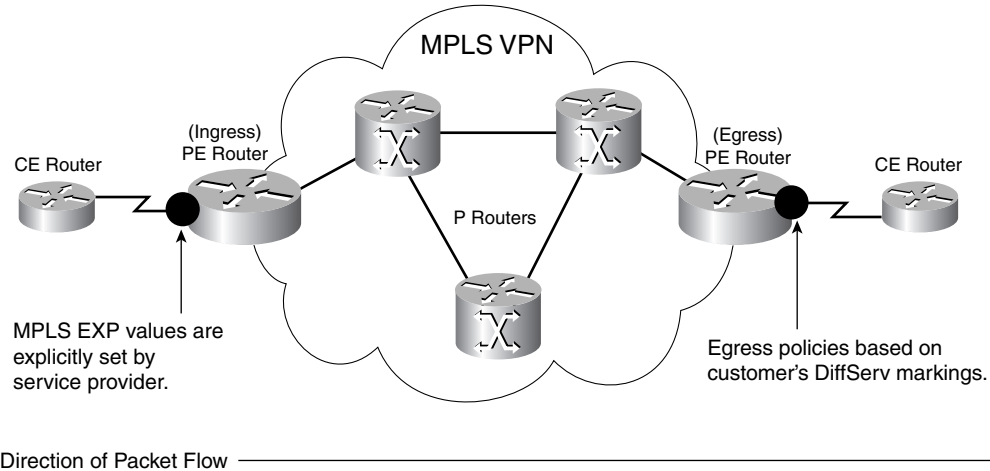 MPLS VPN
(Ingress)
PE Router
(Egress)
PE Router
CE Router
CE Router
P Routers
MPLS EXP values are
explicitly set by
service provider.
Egress policies based on
customer's DiffServ markings.
Direction of Packet Flow